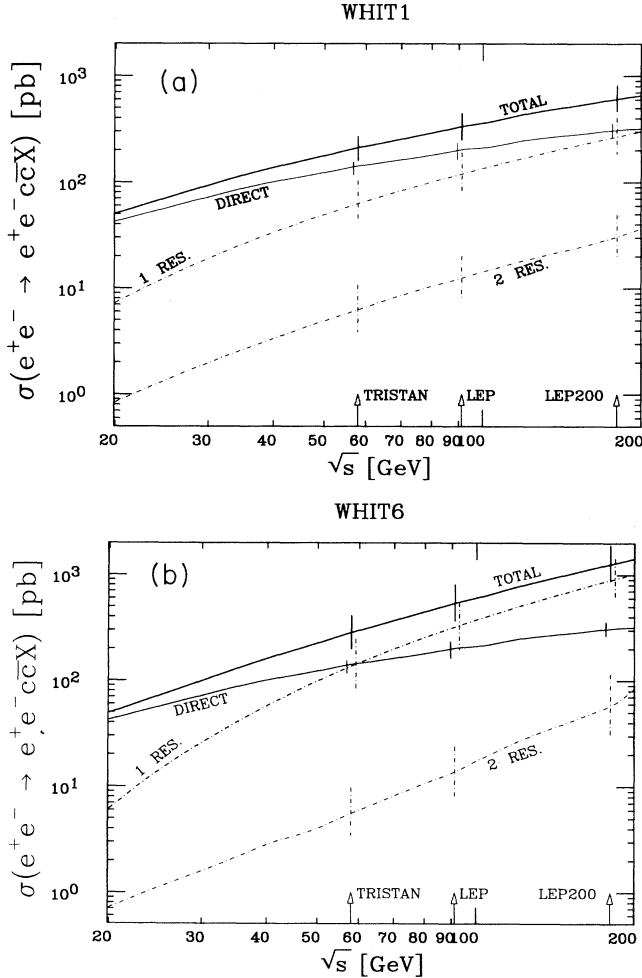 WHIT1
(a)
σ(e⁺e⁻ → e⁺e⁻cc̅X) [pb]
10³
10²
10¹
10⁰
TOTAL
DIRECT
1 RES.
2 RES.
TRISTAN LEP LEP200
20 30 40 50 60 70 80 90 100 200
√s [GeV]
WHIT6
(b)
σ(e⁺e⁻ → e⁺e⁻cc̅X) [pb]
10³
10²
10¹
10⁰
TOTAL
DIRECT
1 RES.
2 RES.
TRISTAN LEP LEP200
20 30 40 50 60 70 80 90100 200
√s [GeV]